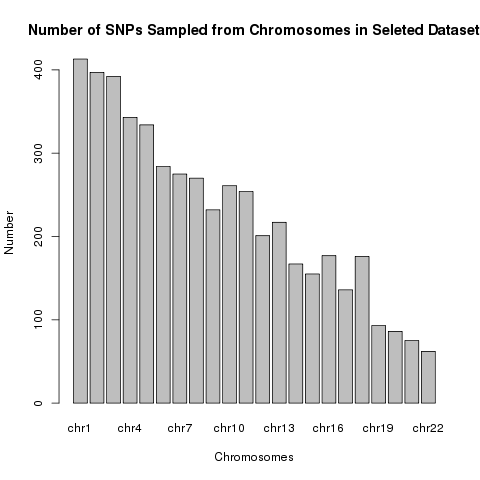 Number of SNPs Sampled from Chromosomes in Seleted Dataset
400
300
200
100
0
Number
chr1 chr4 chr7 chr10 chr13 chr16 chr19 chr22
Chromosomes